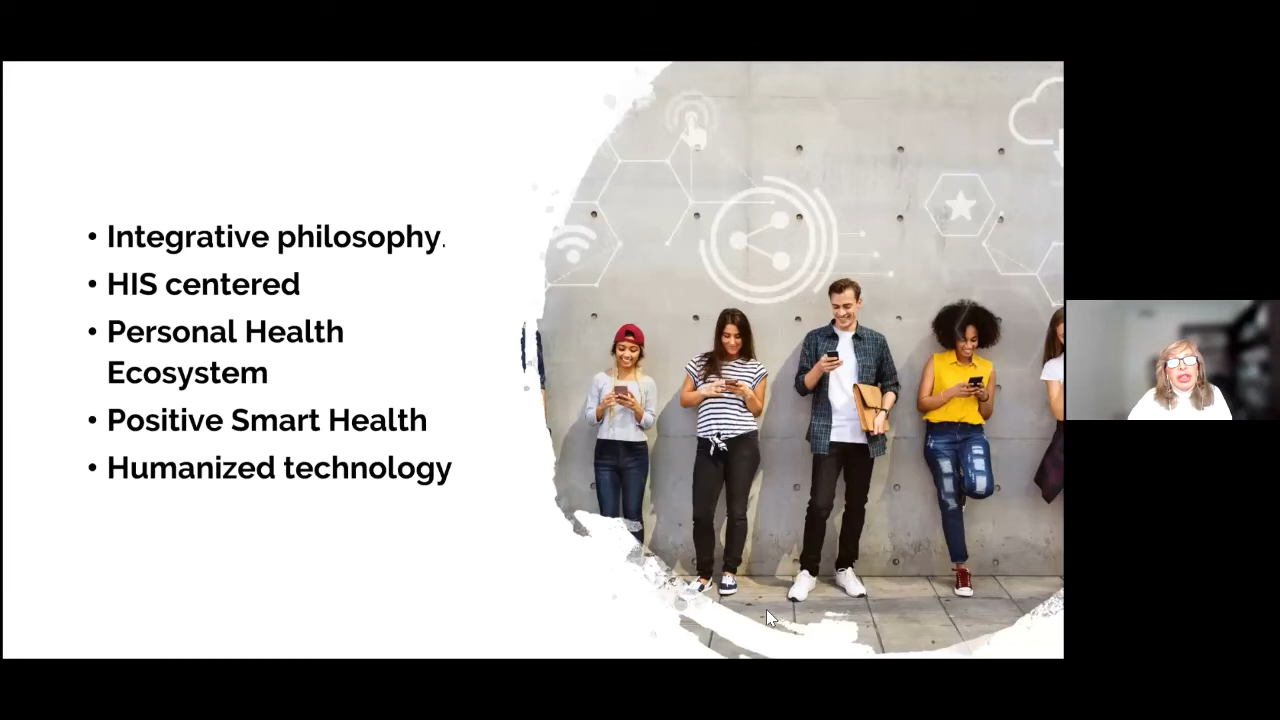 • Integrative philosophy.
• HIS centered
• Personal Health
Ecosystem
• Positive Smart Health
• Humanized technology